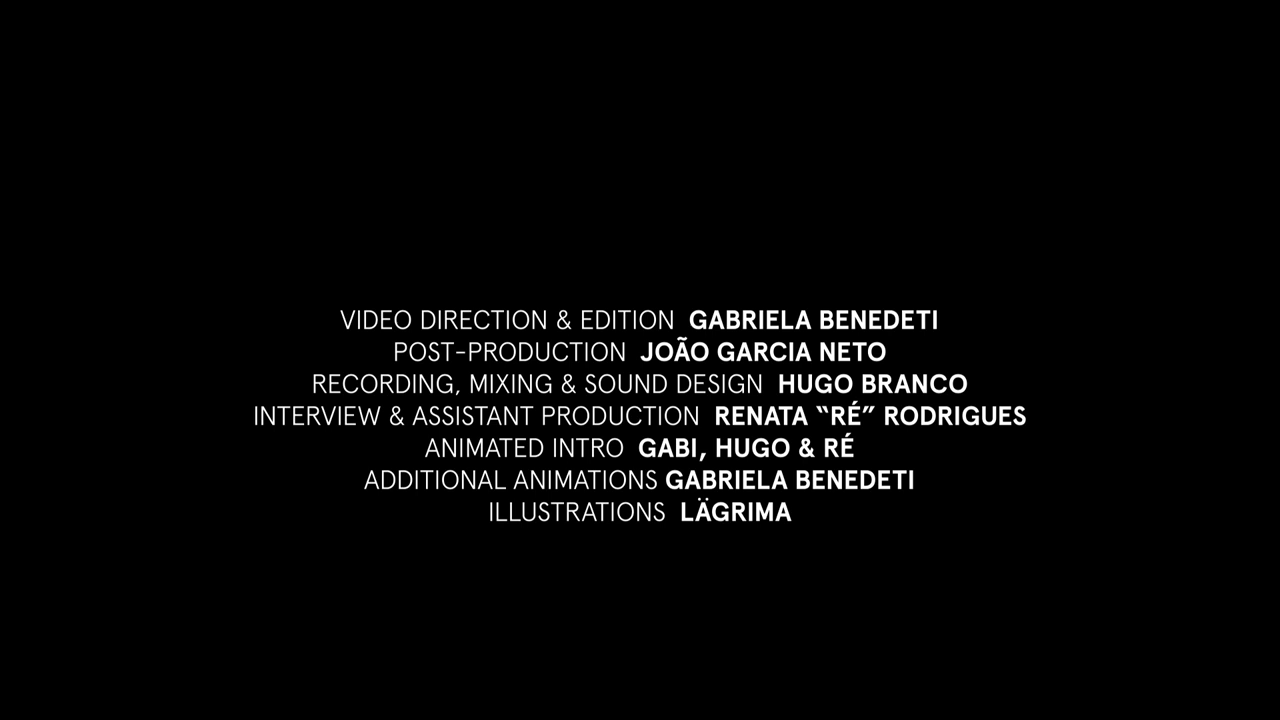 VIDEO DIRECTION & EDITION GABRIELA BENEDETI
POST-PRODUCTION JOÃO GARCIA NETO
RECORDING, MIXING & SOUND DESIGN HUGO BRANCO
INTERVIEW & ASSISTANT PRODUCTION RENATA “RÉ” RODRIGUES
ANIMATED INTRO GABI, HUGO & RÉ
ADDITIONAL ANIMATIONS GABRIELA BENEDETI
ILLUSTRATIONS LÄGRIMA